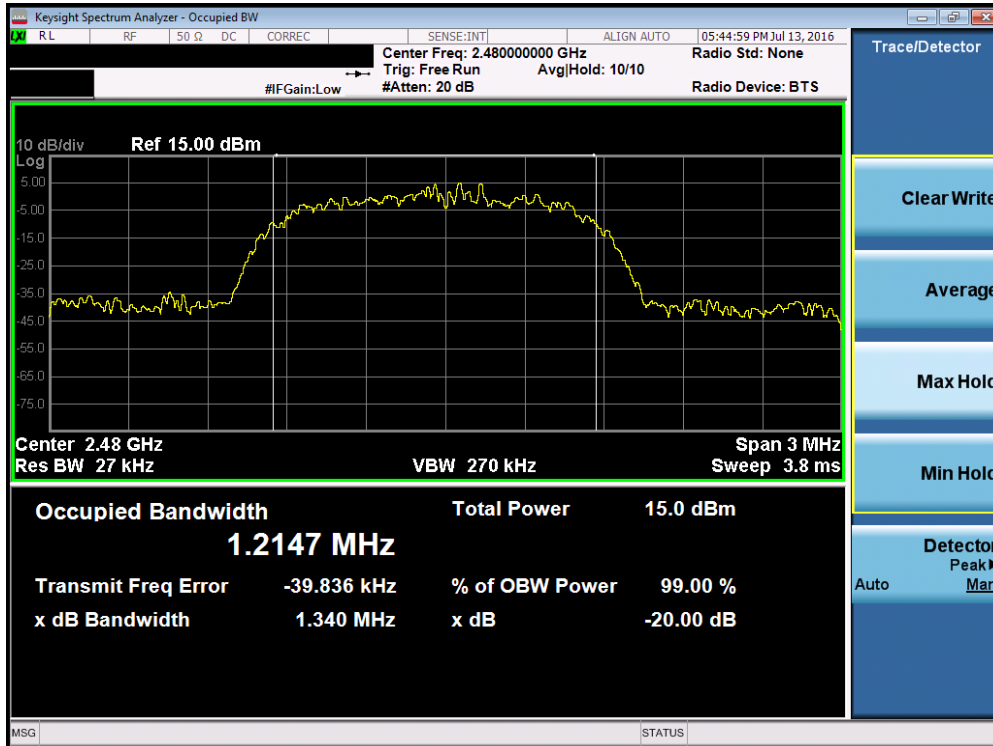 Keysight Spectrum Analyzer - Occupied BW
LXI RL RF 50 Ω DC CORREC SENSE:INT ALIGN AUTO 05:44:59 PM Jul 13, 2016
Center Freq: 2.480000000 GHz Radio Std: None
Trig: Free Run Avg|Hold: 10/10
#IFGain:Low #Atten: 20 dB Radio Device: BTS
10 dB/div Ref 15.00 dBm
Log
5.00
-5.00
-15.0
-25.0
-35.0
-45.0
-55.0
-65.0
-75.0
Center 2.48 GHz Span 3 MHz
Res BW 27 kHz VBW 270 kHz Sweep 3.8 ms
Occupied Bandwidth Total Power 15.0 dBm
1.2147 MHz
Transmit Freq Error -39.836 kHz % of OBW Power 99.00 %
x dB Bandwidth 1.340 MHz x dB -20.00 dB
MSG STATUS
Trace/Detector
Clear Write
Average
Max Hold
Min Hold
Detector
Peak
Auto Man